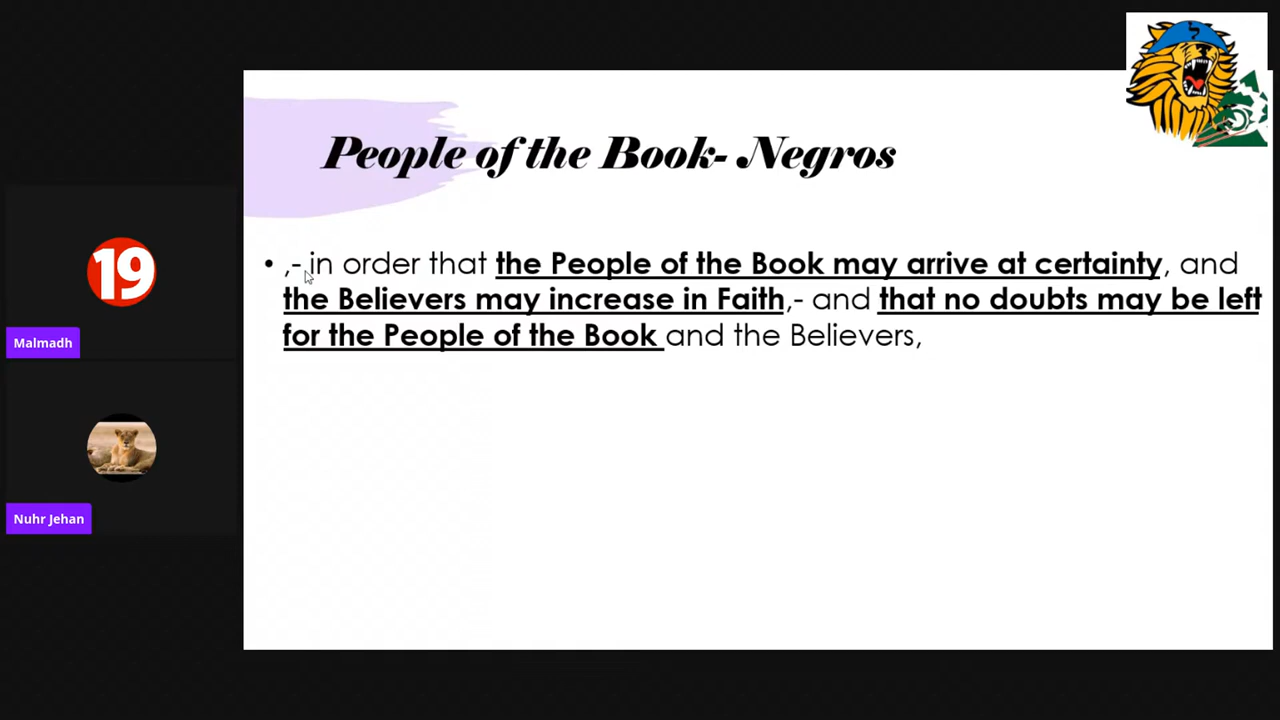 People of the Book- Negros
• ,- in order that the People of the Book may arrive at certainty, and
the Believers may increase in Faith,- and that no doubts may be left
for the People of the Book and the Believers,
19
Malmadh
Nuhr Jehan